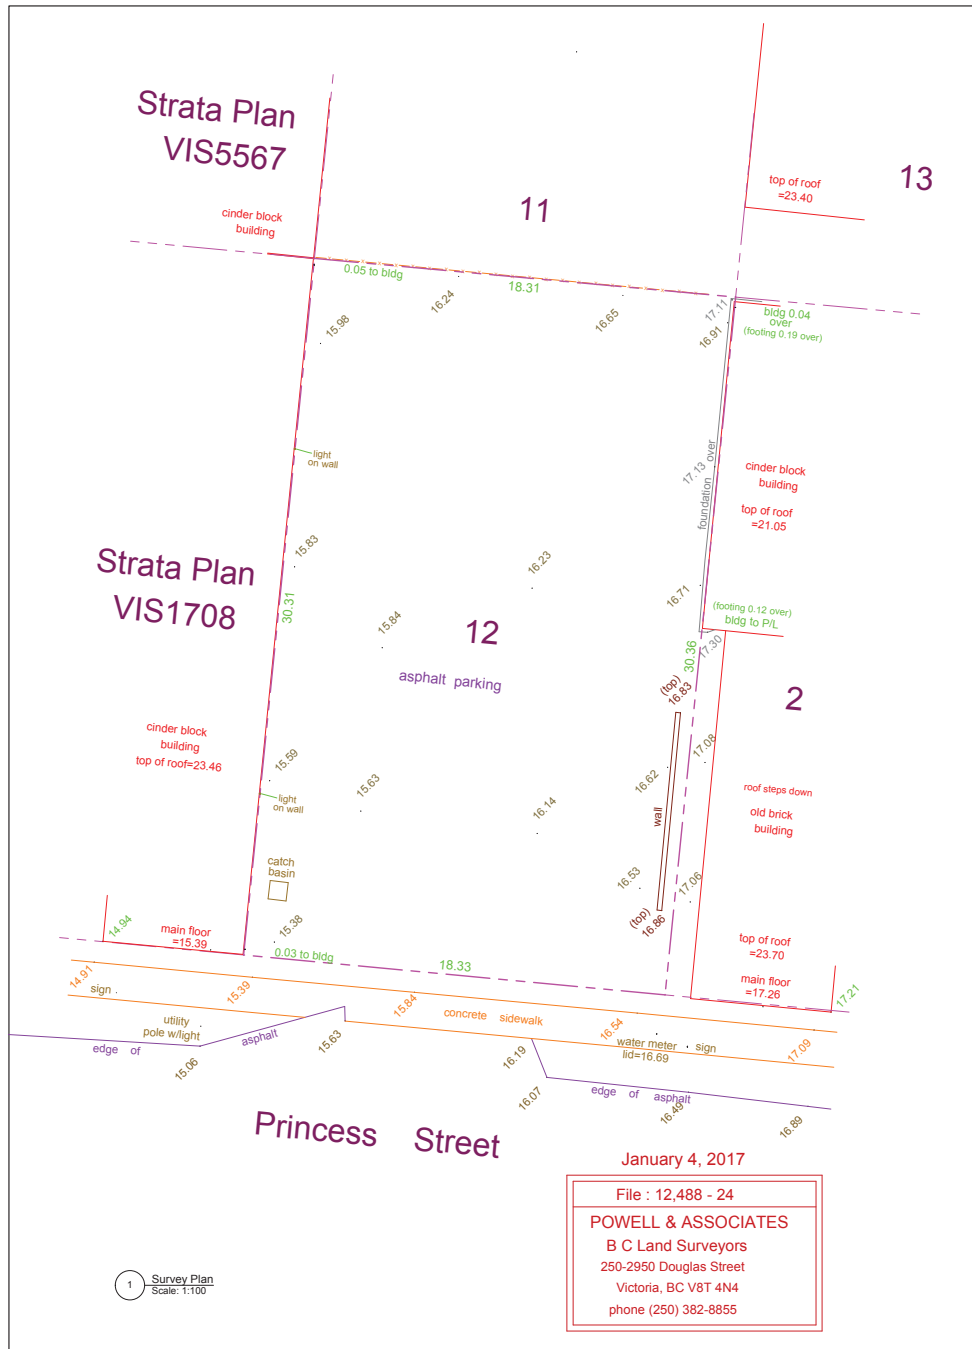 Strata Plan
VIS5567
11
13
top of roof
=23.40
cinder block
building
0.05 to bldg
18.31
16.24
16.65
15.98
17.11
16.91
bldg 0.04
over
(footing 0.19 over)
light
on wall
17.13
foundation over
cinder block
building
top of roof
=21.05
Strata Plan
VIS1708
15.83
30.31
16.23
15.84
12
asphalt parking
16.71
(footing 0.12 over)
bldg to P/L
17.30
30.36
(top)
16.83
2
cinder block
building
top of roof=23.46
15.59
15.63
light
on wall
16.14
16.62
17.08
wall
roof steps down
old brick
building
catch
basin
16.53
17.06
(top)
16.86
14.94
main floor
=15.39
15.38
0.03 to bldg
18.33
top of roof
=23.70
main floor
=17.26
17.21
14.91
sign
15.39
15.84
concrete sidewalk
16.54
water meter
lid=16.69
sign
17.09
utility
pole w/light
edge of
asphalt
15.06
15.63
16.19
16.07
edge of asphalt
16.49
16.89
Princess Street
January 4, 2017
File : 12,488 - 24
POWELL & ASSOCIATES
B C Land Surveyors
250-2950 Douglas Street
Victoria, BC V8T 4N4
phone (250) 382-8855
1
Survey Plan
Scale: 1:100